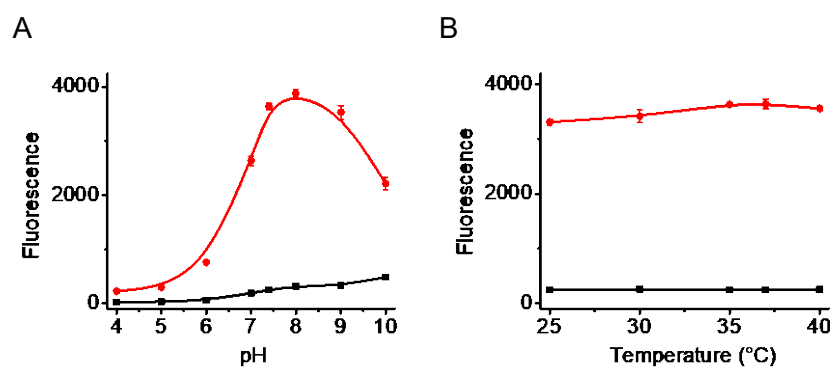 A
B
Fluorescence
4000
2000
0
4 5 6 7 8 9 10
pH
Fluorescence
4000
2000
0
25 30 35 40
Temperature (°C)